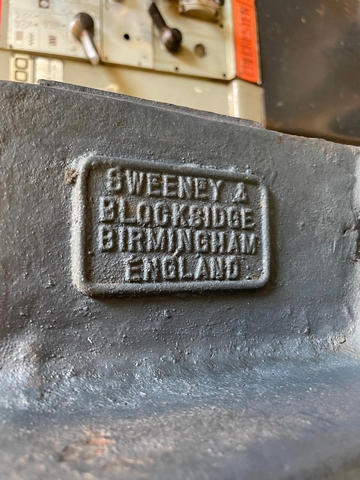 SWEENEY &
BLOCKSIDGE
BIRMINGHAM
ENGLAND